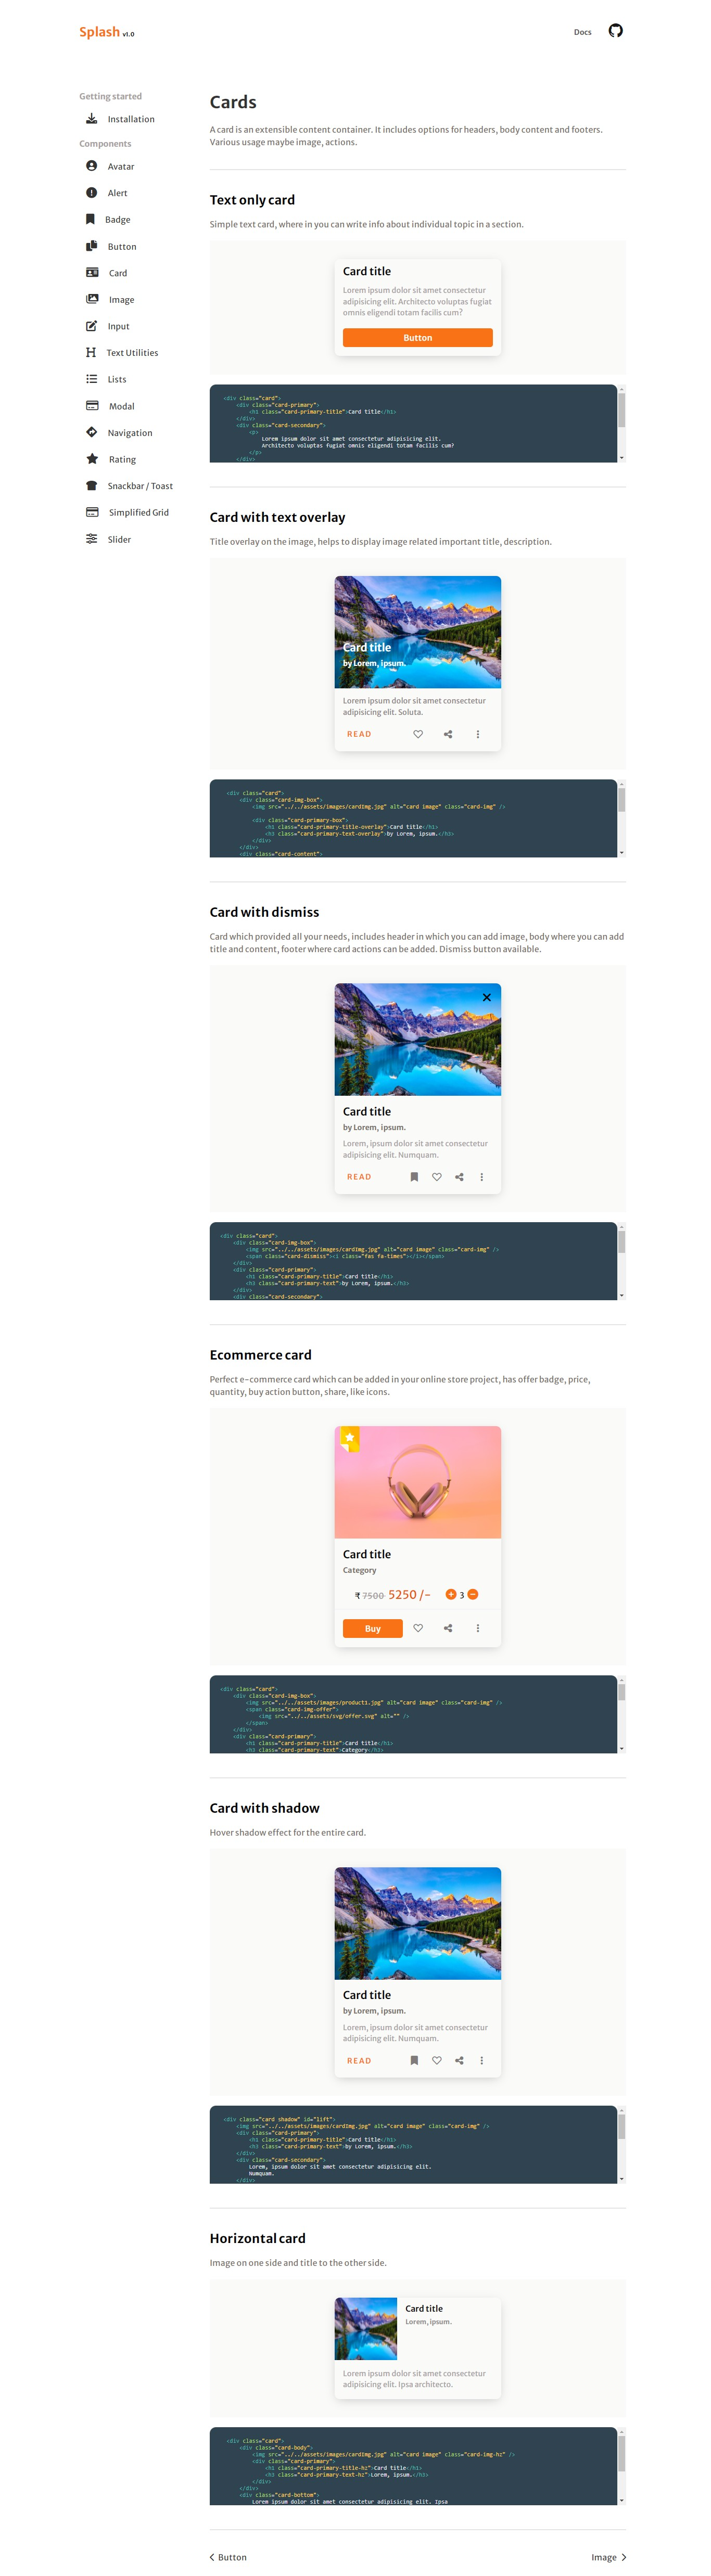 Splash v1.0
Docs
Getting started
Installation
Components
Avatar
Alert
Badge
Button
Card
Image
Input
Text Utilities
Lists
Modal
Navigation
Rating
Snackbar / Toast
Simplified Grid
Slider
Cards
A card is an extensible content container. It includes options for headers, body content and footers.
Various usage maybe image, actions.
Text only card
Simple text card, where in you can write info about individual topic in a section.
Card title
Lorem ipsum dolor sit amet consectetur
adipisicing elit. Architecto voluptas fugiat
omnis eligendi totam facilis cum?
Button
<div class="card">
<div class="card-primary">
<h1 class="card-primary-title">Card title</h1>
</div>
<div class="card-secondary">
<p>
Lorem ipsum dolor sit amet consectetur adipisicing elit.
Architecto voluptas fugiat omnis eligendi totam facilis cum?
</p>
</div>
Card with text overlay
Title overlay on the image, helps to display image related important title, description.
Card title
by Lorem, ipsum.
Lorem ipsum dolor sit amet consectetur
adipisicing elit. Soluta.
READ
<div class="card">
<div class="card-img-box">
<img src="../../assets/images/cardImg.jpg" alt="card image" class="card-img" />
<div class="card-primary-box">
<h1 class="card-primary-title-overlay">Card title</h1>
<h3 class="card-primary-text-overlay">by Lorem, ipsum.</h3>
</div>
</div>
<div class="card-content">
Card with dismiss
Card which provided all your needs, includes header in which you can add image, body where you can add
title and content, footer where card actions can be added. Dismiss button available.
Card title
by Lorem, ipsum.
Lorem, ipsum dolor sit amet consectetur
adipisicing elit. Numquam.
READ
<div class="card">
<div class="card-img-box">
<img src="../../assets/images/cardImg.jpg" alt="card image" class="card-img" />
<span class="card-dismiss"><i class="fas fa-times"></i></span>
</div>
<div class="card-primary">
<h1 class="card-primary-title">Card title</h1>
<h3 class="card-primary-text">by Lorem, ipsum.</h3>
</div>
<div class="card-secondary">
Ecommerce card
Perfect e-commerce card which can be added in your online store project, has offer badge, price,
quantity, buy action button, share, like icons.
Card title
Category
₹ 7500 5250 /- 3
Buy
<div class="card">
<div class="card-img-box">
<img src="../../assets/images/product1.jpg" alt="card image" class="card-img" />
<span class="card-img-offer">
<img src="../../assets/svg/offer.svg" alt="" />
</span>
</div>
<div class="card-primary">
<h1 class="card-primary-title">Card title</h1>
<h3 class="card-primary-text">Category</h3>
Card with shadow
Hover shadow effect for the entire card.
Card title
by Lorem, ipsum.
Lorem, ipsum dolor sit amet consectetur
adipisicing elit. Numquam.
READ
<div class="card shadow" id="lift">
<img src="../../assets/images/cardImg.jpg" alt="card image" class="card-img" />
<div class="card-primary">
<h1 class="card-primary-title">Card title</h1>
<h3 class="card-primary-text">by Lorem, ipsum.</h3>
</div>
<div class="card-secondary">
Lorem, ipsum dolor sit amet consectetur adipisicing elit.
Numquam.
</div>
Horizontal card
Image on one side and title to the other side.
Card title
Lorem, ipsum.
Lorem ipsum dolor sit amet consectetur
adipisicing elit. Ipsa architecto.
<div class="card">
<div class="card-body">
<img src="../../assets/images/cardImg.jpg" alt="card image" class="card-img-hz" />
<div class="card-primary">
<h1 class="card-primary-title-hz">Card title</h1>
<h3 class="card-primary-text-hz">Lorem, ipsum.</h3>
</div>
</div>
<div class="card-bottom">
Lorem ipsum dolor sit amet consectetur adipisicing elit. Ipsa
Button
Image